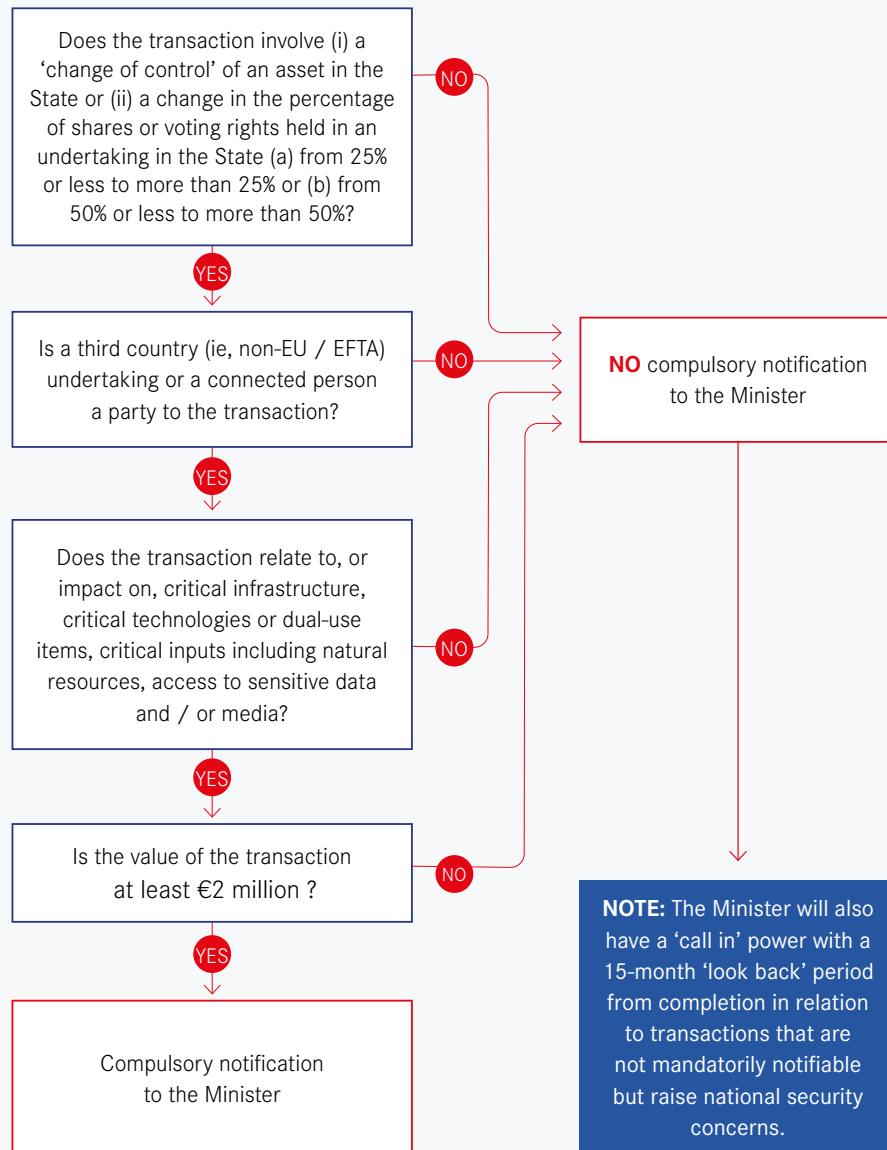 Does the transaction involve (i) a
‘change of control’ of an asset in the
State or (ii) a change in the percentage
of shares or voting rights held in an
undertaking in the State (a) from 25%
or less to more than 25% or (b) from
50% or less to more than 50%?
NO
YES
Is a third country (ie, non-EU / EFTA)
undertaking or a connected person
a party to the transaction?
NO
NO compulsory notification
to the Minister
YES
Does the transaction relate to, or
impact on, critical infrastructure,
critical technologies or dual-use
items, critical inputs including natural
resources, access to sensitive data
and / or media?
NO
YES
Is the value of the transaction
at least €2 million ?
NO
YES
Compulsory notification
to the Minister
NOTE: The Minister will also
have a ‘call in’ power with a
15-month ‘look back’ period
from completion in relation
to transactions that are
not mandatorily notifiable
but raise national security
concerns.